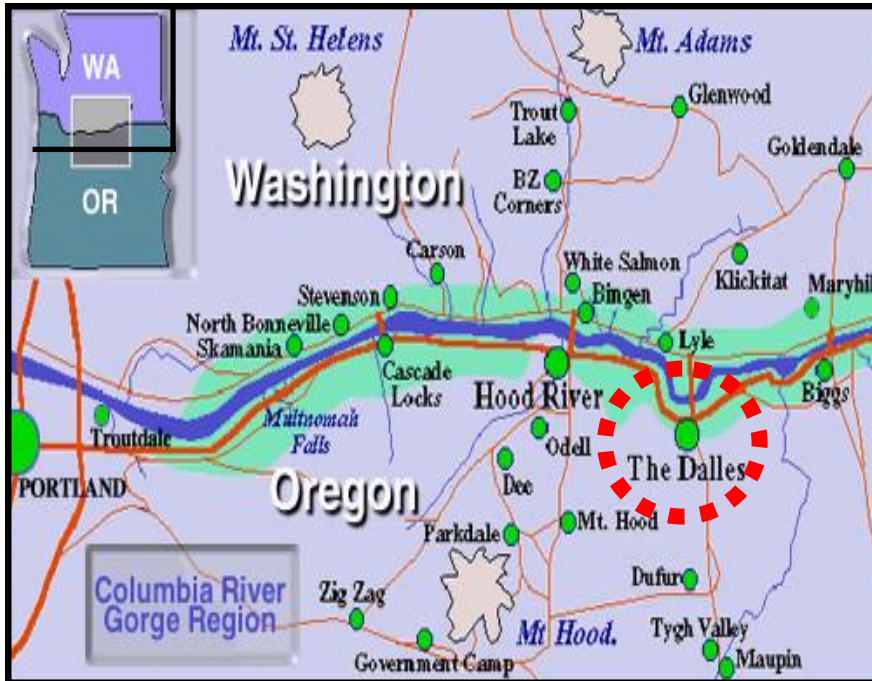 Mt. St. Helens
Mt. Adams
WA
OR
Trout
Lake
Glenwood
Goldendale
BZ
Corners
Washington
Carson
White Salmon
Klickitat
Maryhil
Stevenson
Bingen
North Bonneville
Skamania
Lyle
Cascade
Locks
Hood River
Biggs
Multnomah
Falls
Troutdale
Odell
The Dalles
PORTLAND
Oregon
Dee
Parkdale
Mt. Hood
Columbia River
Gorge Region
Zig Zag
Dufur
Mt Hood.
Tygh Valley
Government Camp
Maupin